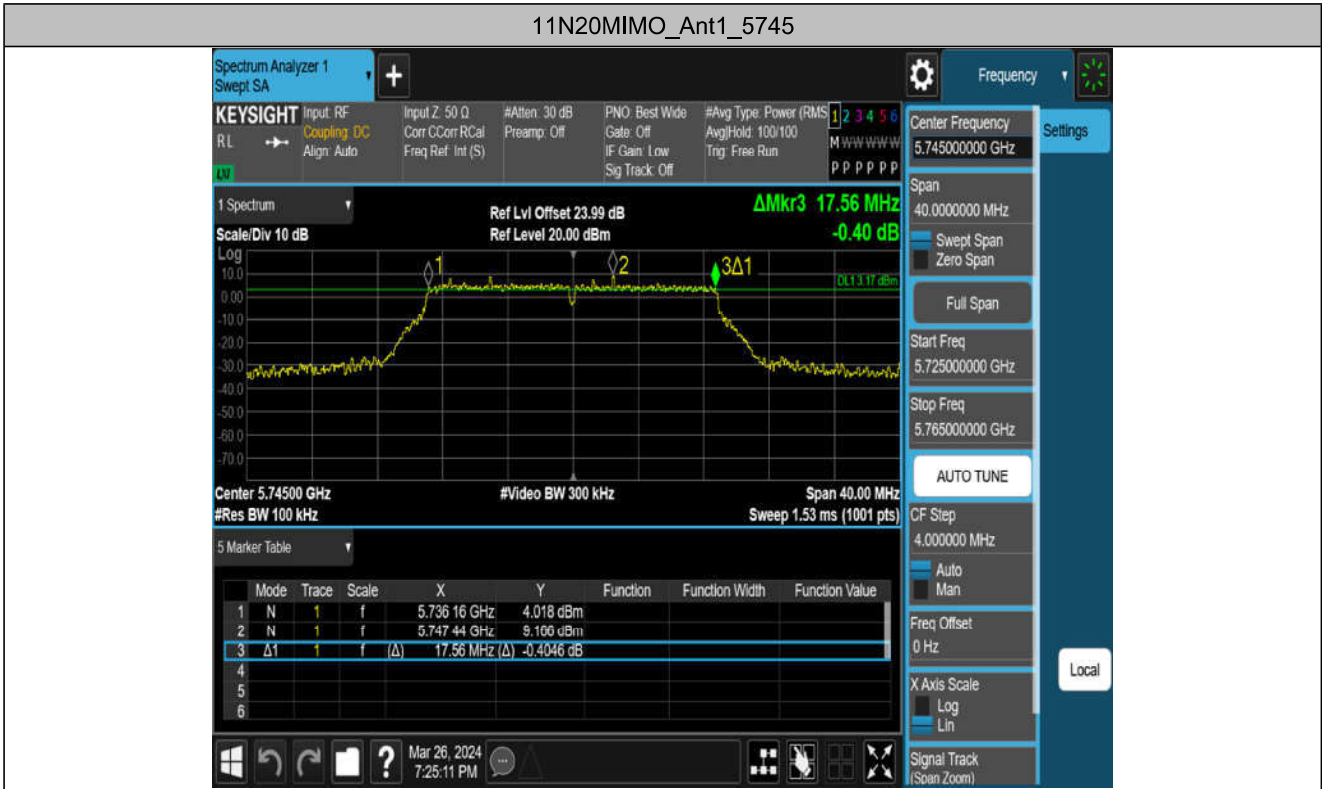 11N20MIMO_Ant1_5745
Spectrum Analyzer 1
Swept SA
+
Frequency
KEYSIGHT
Input: RF
Input Z: 50 Ω
#Atten: 30 dB
PNO: Best Wide
#Avg Type: Power (RMS
1 2 3 4 5 6
RL
Coupling: DC
Corr CCorr RCal
Preamp: Off
Gate: Off
Avg|Hold: 100/100
M W W W W W
Align: Auto
Freq Ref: Int (S)
IF Gain: Low
Trig: Free Run
Sig Track: Off
P P P P P P
1 Spectrum
Ref Lvl Offset 23.99 dB
ΔMkr3 17.56 MHz
Scale/Div 10 dB
Ref Level 20.00 dBm
-0.40 dB
Log
10.0
0.00
-10.0
-20.0
-30.0
-40.0
-50.0
-60.0
-70.0
1
2
3Δ1
DL1 3.17 dBm
Center 5.74500 GHz
#Video BW 300 kHz
Span 40.00 MHz
#Res BW 100 kHz
Sweep 1.53 ms (1001 pts)
5 Marker Table
Mode Trace Scale X Y Function Function Width Function Value
1 N 1 f 5.736 16 GHz 4.018 dBm
2 N 1 f 5.747 44 GHz 9.166 dBm
3 Δ1 1 f (Δ) 17.56 MHz (Δ) -0.4046 dB
4
5
6
Mar 26, 2024
7:25:11 PM
Center Frequency
5.745000000 GHz
Settings
Span
40.0000000 MHz
Swept Span
Zero Span
Full Span
Start Freq
5.725000000 GHz
Stop Freq
5.765000000 GHz
AUTO TUNE
CF Step
4.000000 MHz
Auto
Man
Freq Offset
0 Hz
Local
X Axis Scale
Log
Lin
Signal Track
(Span Zoom)